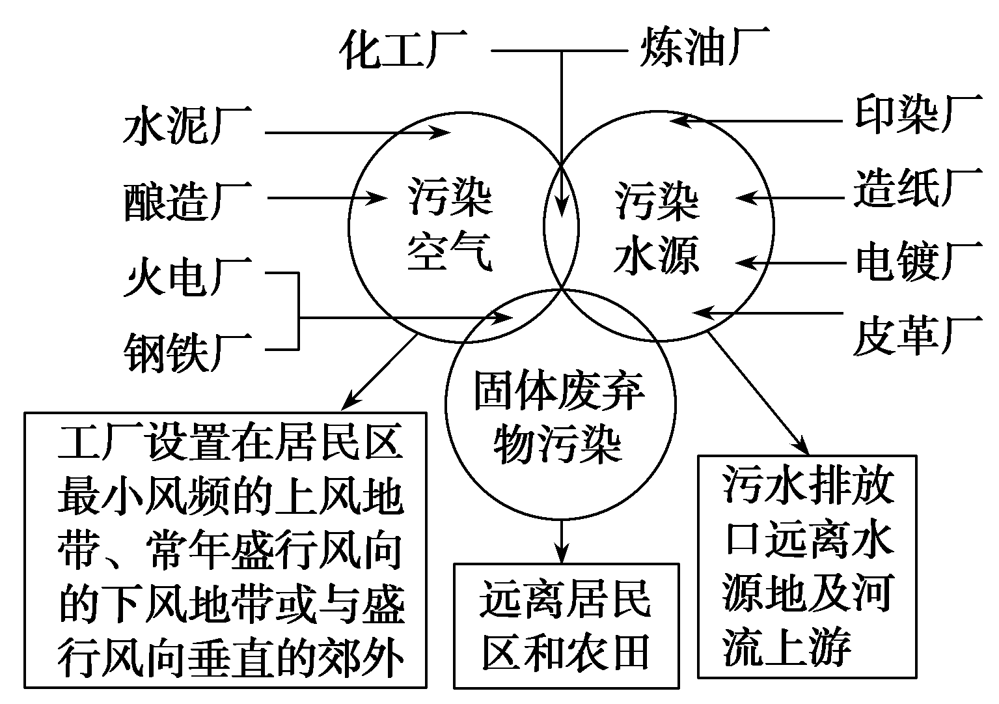 化工厂
炼油厂
水泥厂
酿造厂
火电厂
钢铁厂
印染厂
造纸厂
电镀厂
皮革厂
污染
空气
污染
水源
固体废弃
物污染
工厂设置在居民区
最小风频的上风地
带、常年盛行风向
的下风地带或与盛
行风向垂直的郊外
远离居民
区和农田
污水排放
口远离水
源地及河
流上游